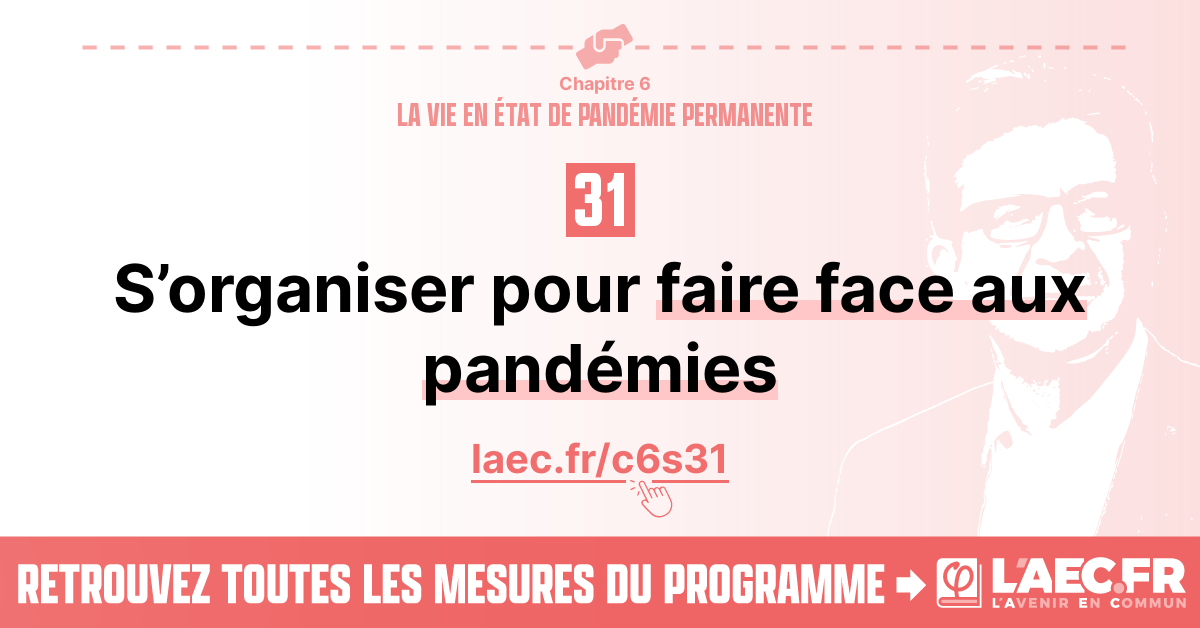 Chapitre 6
LA VIE EN ÉTAT DE PANDÉMIE PERMANENTE
31
S’organiser pour faire face aux
pandémies
laec.fr/c6s31
RETROUVEZ TOUTES LES MESURES DU PROGRAMME
φ
L'AEC.FR
L'AVENIR EN COMMUN